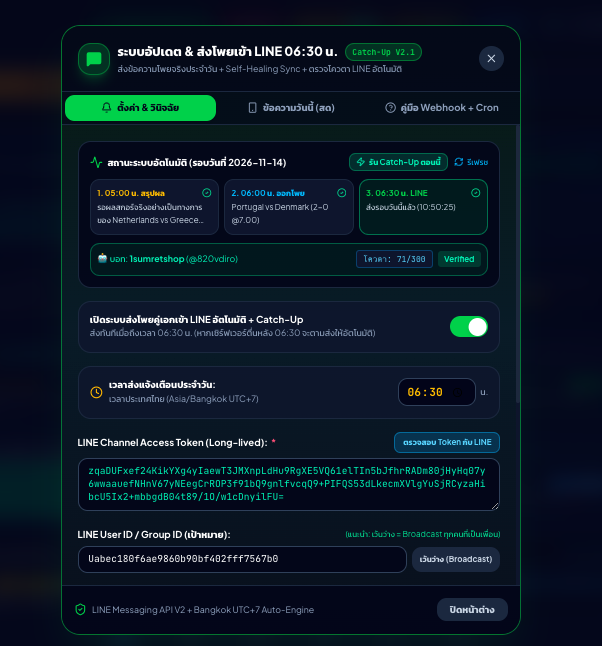 ระบบอัปเดต & ส่งโพยเข้า LINE 06:30 น. Catch-Up V2.1
ส่งข้อความโพยจริงประจำวัน + Self-Healing Sync + ตรวจโควตา LINE อัตโนมัติ
ตั้งค่า & วินิจฉัย
ข้อความวันนี้ (สด)
คู่มือ Webhook + Cron
สถานะระบบอัตโนมัติ (รอบวันที่ 2026-11-14)
รัน Catch-Up ตอนนี้
รีเฟรช
1. 05:00 น. สรุปผล
รอผลสกอร์จริงอย่างเป็นทางการ
ของ Netherlands vs Greece...
2. 06:00 น. ออกโพย
Portugal vs Denmark (2-0
@7.00)
3. 06:30 น. LINE
ส่งรอบวันนี้แล้ว (10:50:25)
บอท: 1sumretshop (@820vdiro)
โควตา: 71/300
Verified
เปิดระบบส่งโพยคู่เอกเข้า LINE อัตโนมัติ + Catch-Up
ส่งทันทีเมื่อถึงเวลา 06:30 น. (หากเซิร์ฟเวอร์ตื่นหลัง 06:30 จะตามส่งให้อัตโนมัติ)
เวลาส่งแจ้งเตือนประจำวัน:
เวลาประเทศไทย (Asia/Bangkok UTC+7)
06:30 น.
LINE Channel Access Token (Long-lived): *
ตรวจสอบ Token กับ LINE
zqaDUFxef24KikYXg4yIaewT3JMXnpLdHu9RgXE5VQ61elTIn5bJfhrRADm80jHyHq07y
6wwaauefNHnV67yNEegCrROP3f91bQ9gnlfvcqQ9+PIFQS53dLkecmXVlgYuSjRCyzaHi
bcU5Ix2+mbbgdB04t89/1O/w1cDnyilFU=
LINE User ID / Group ID (เป้าหมาย):
(แนะนำ: เว้นว่าง = Broadcast ทุกคนที่เป็นเพื่อน)
Uabec180f6ae9860b90bf402fff7567b0
เว้นว่าง (Broadcast)
LINE Messaging API V2 + Bangkok UTC+7 Auto-Engine
ปิดหน้าต่าง